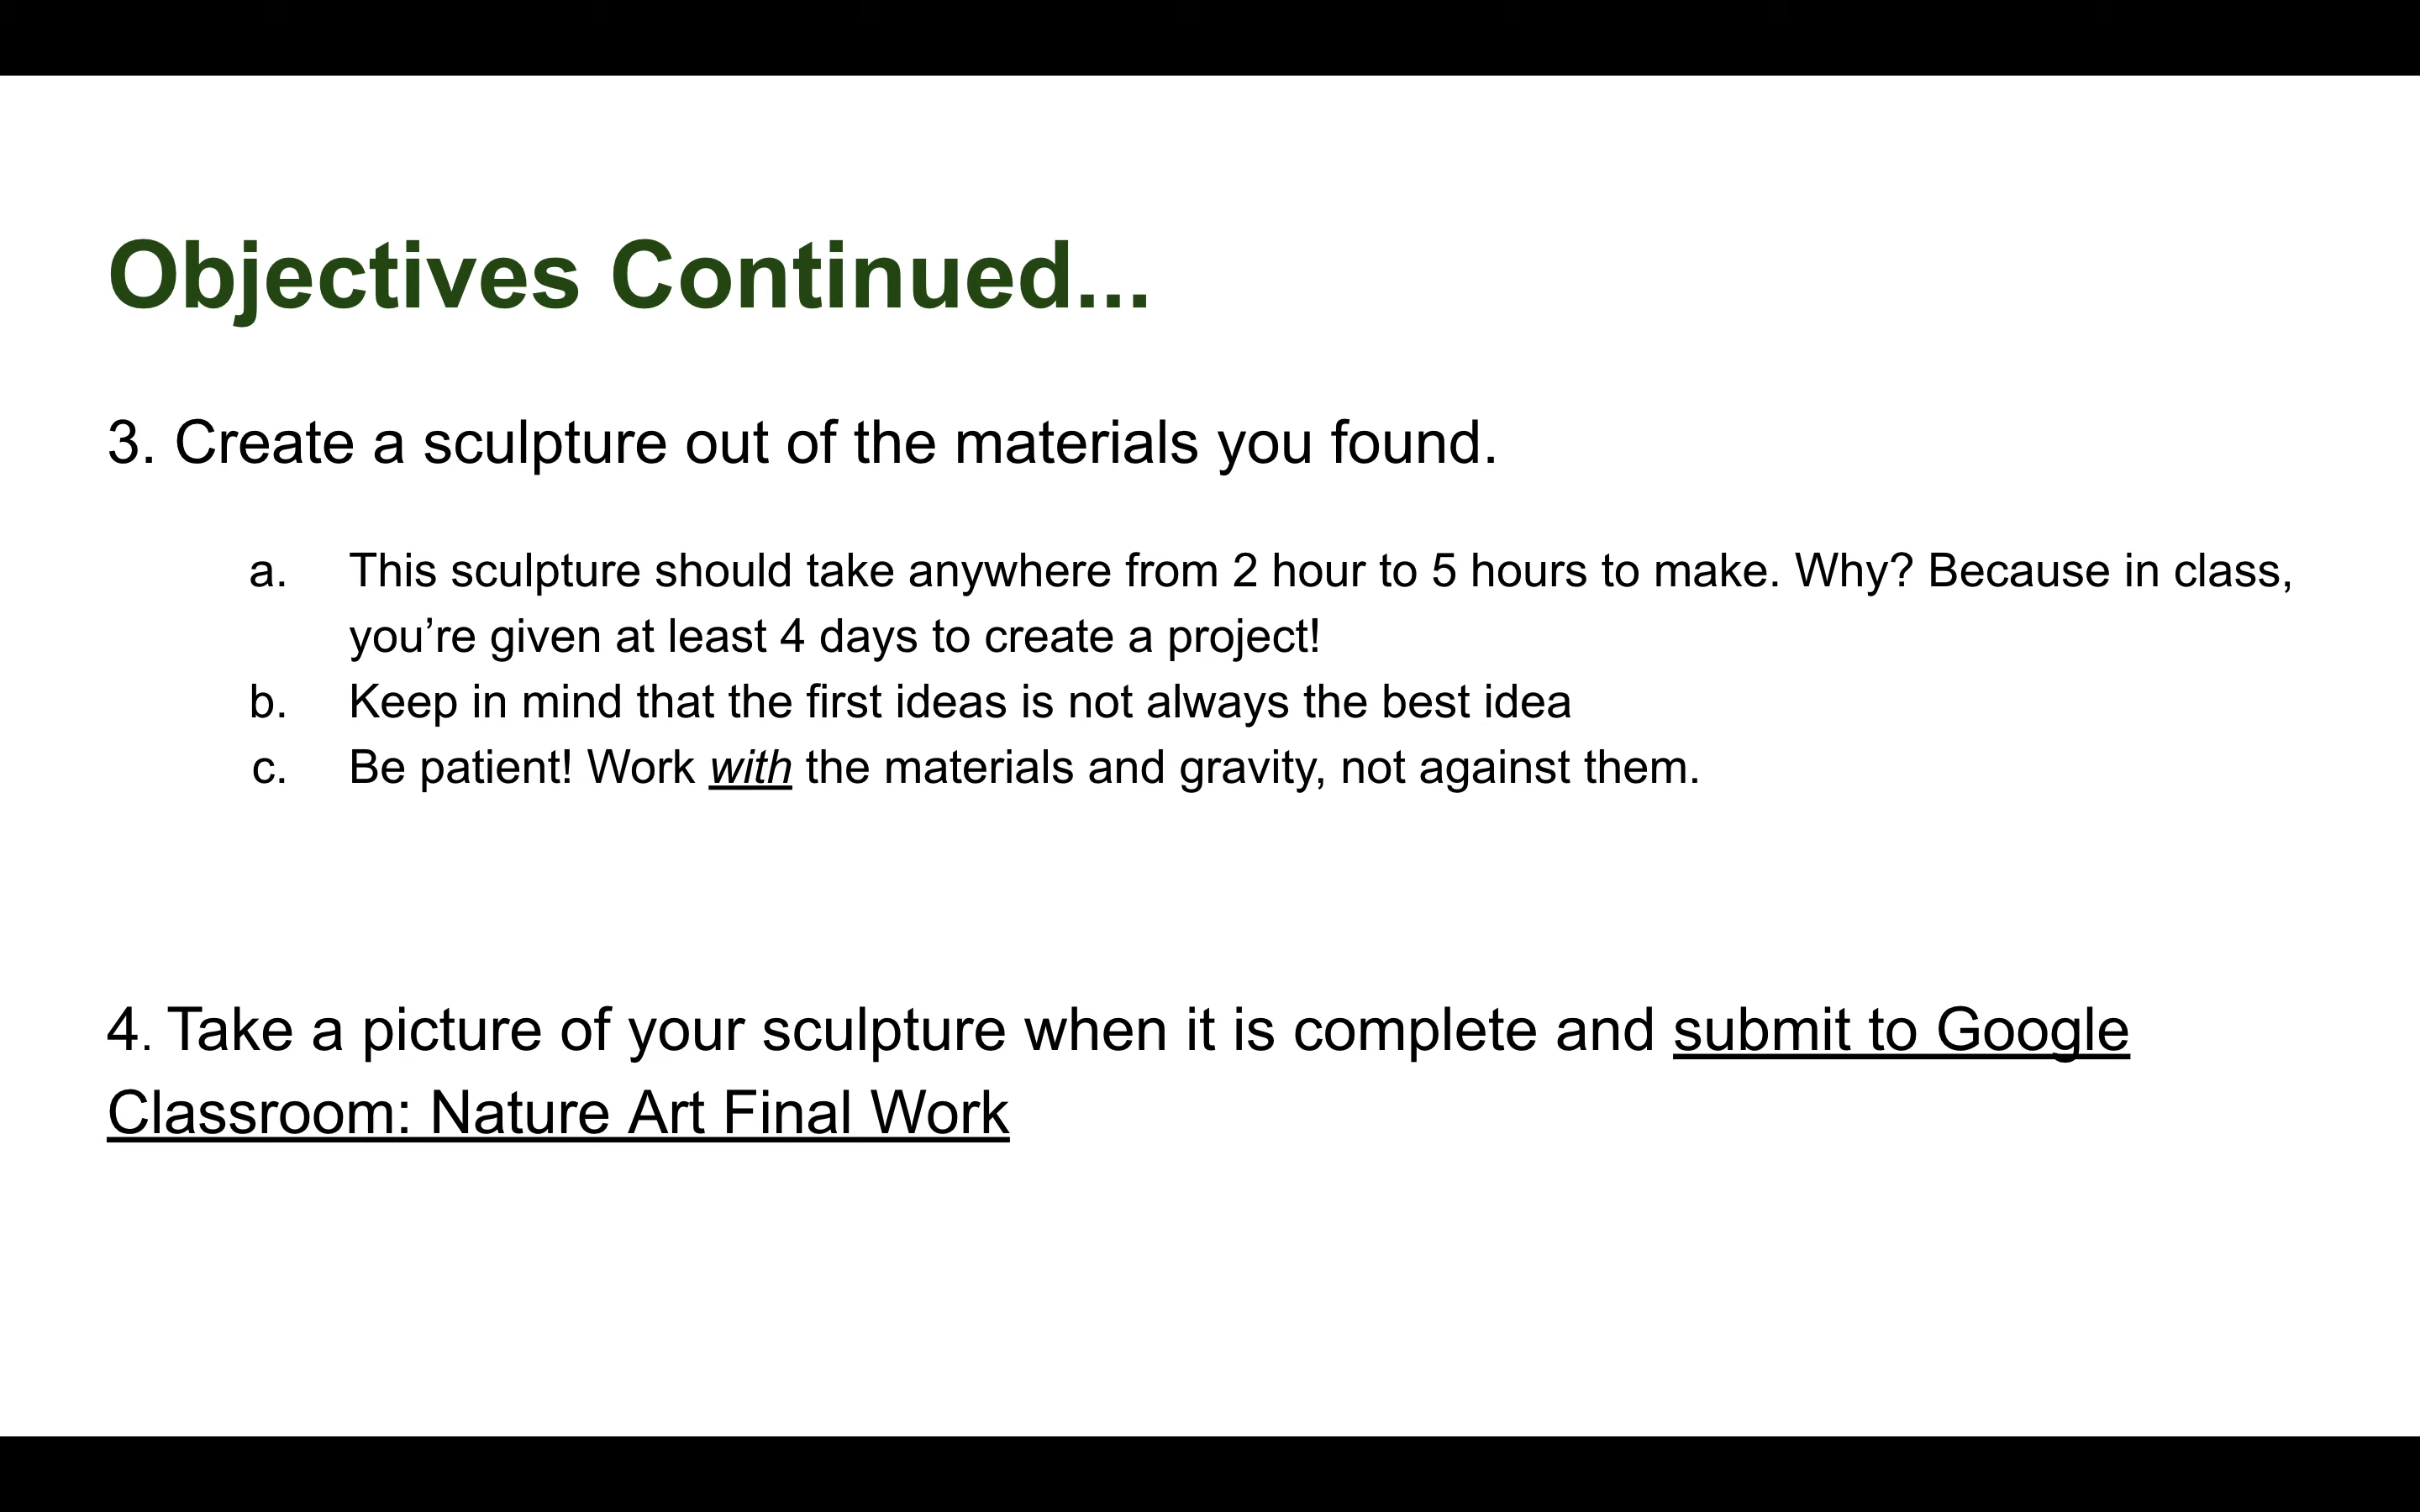 Objectives Continued...
3. Create a sculpture out of the materials you found.
a. This sculpture should take anywhere from 2 hour to 5 hours to make. Why? Because in class,
you’re given at least 4 days to create a project!
b. Keep in mind that the first ideas is not always the best idea
c. Be patient! Work with the materials and gravity, not against them.
4. Take a picture of your sculpture when it is complete and submit to Google
Classroom: Nature Art Final Work